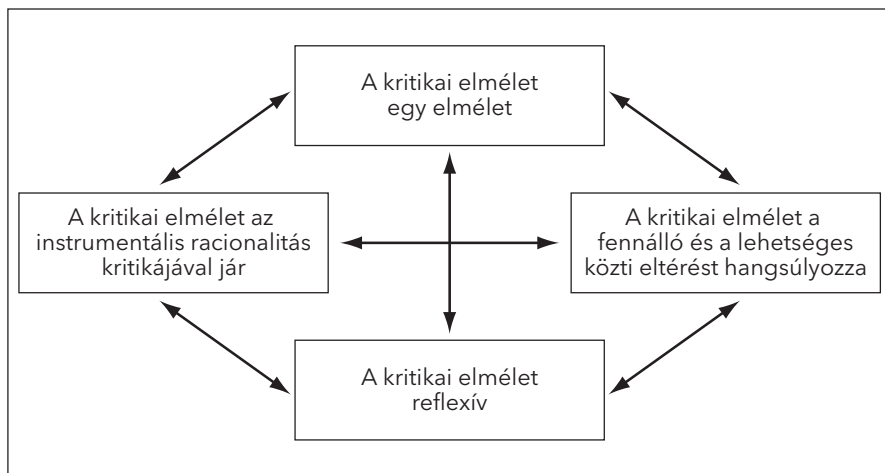 A kritikai elmélet
egy elmélet
A kritikai elmélet az
instrumentális racionalitás
kritikájával jár
A kritikai elmélet a
fennálló és a lehetséges
közti eltérést hangsúlyozza
A kritikai elmélet
reflexív